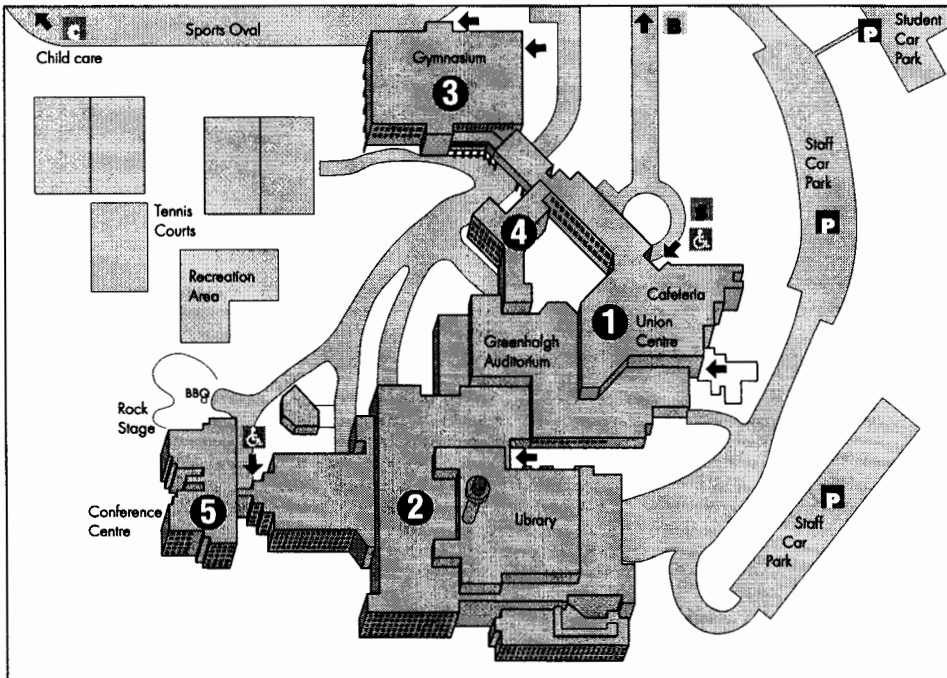 C
Sports Oval
B
P
Student
Car
Park
Child care
Gymnasium
3
Staff
Car
Park
P
Tennis
Courts
4
Recreation
Area
Cafeteria
1
Union
Centre
Greenhalgh
Auditorium
BBQ
Rock
Stage
Conference
Centre
5
2
Library
P
Staff
Car
Park